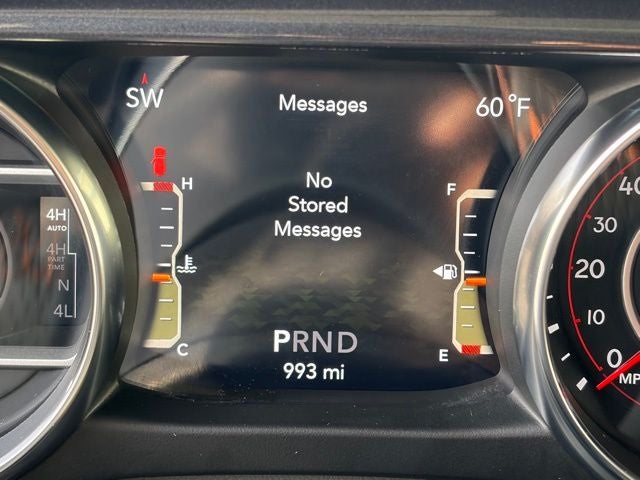 SW
Messages
60°F
H
F
No
Stored
Messages
4H
AUTO
4H
PART
TIME
N
4L
C
E
PRND
993 mi
40
30
20
10
0
MP